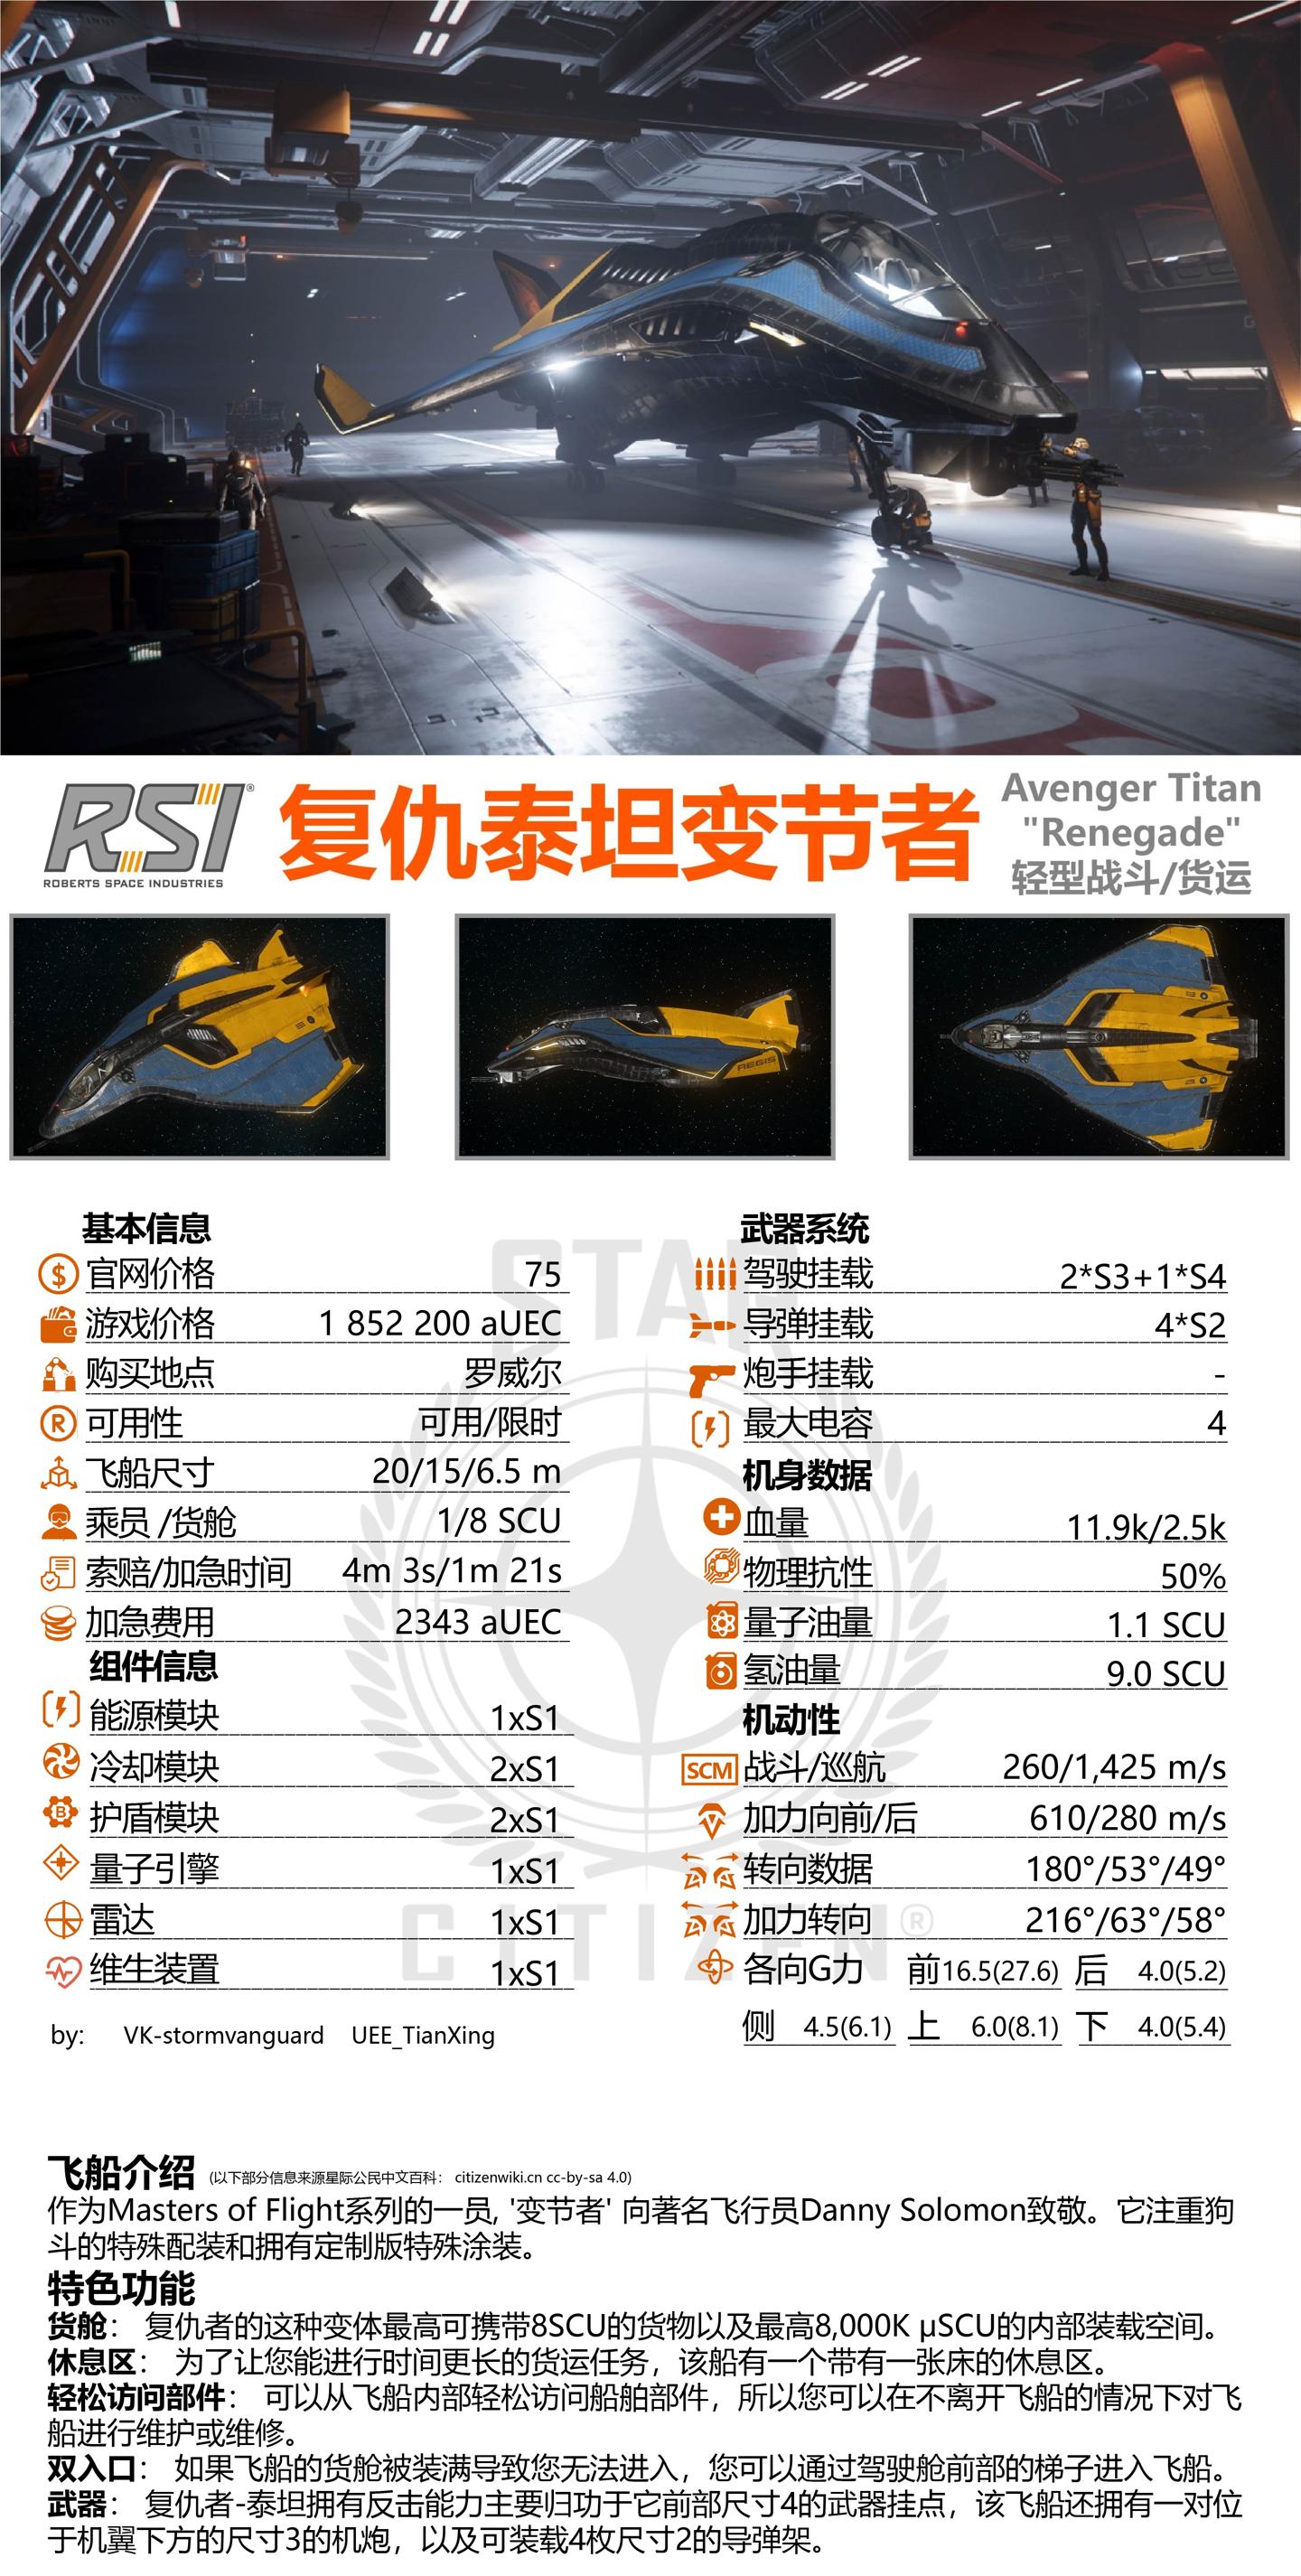 RSI®
ROBERTS SPACE INDUSTRIES
复仇泰坦变节者
Avenger Titan
"Renegade"
轻型战斗/货运
AEGIS
STAR
CITIZEN®
基本信息
官网价格 75
游戏价格 1 852 200 aUEC
购买地点 罗威尔
R 可用性 可用/限时
飞船尺寸 20/15/6.5 m
乘员 /货舱 1/8 SCU
索赔/加急时间 4m 3s/1m 21s
加急费用 2343 aUEC
组件信息
能源模块 1xS1
冷却模块 2xS1
B 护盾模块 2xS1
量子引擎 1xS1
雷达 1xS1
维生装置 1xS1
by: VK-stormvanguard UEE_TianXing
武器系统
驾驶挂载 2*S3+1*S4
导弹挂载 4*S2
炮手挂载 -
最大电容 4
机身数据
血量 11.9k/2.5k
物理抗性 50%
量子油量 1.1 SCU
氢油量 9.0 SCU
机动性
SCM 战斗/巡航 260/1,425 m/s
加力向前/后 610/280 m/s
转向数据 180°/53°/49°
加力转向 216°/63°/58°
各向G力 前16.5(27.6) 后 4.0(5.2)
侧 4.5(6.1) 上 6.0(8.1) 下 4.0(5.4)
飞船介绍 (以下部分信息来源星际公民中文百科： citizenwiki.cn cc-by-sa 4.0)
作为Masters of Flight系列的一员, '变节者' 向著名飞行员Danny Solomon致敬。它注重狗
斗的特殊配装和拥有定制版特殊涂装。
特色功能
货舱： 复仇者的这种变体最高可携带8SCU的货物以及最高8,000K μSCU的内部装载空间。
休息区： 为了让您能进行时间更长的货运任务，该船有一个带有一张床的休息区。
轻松访问部件： 可以从飞船内部轻松访问船舶部件，所以您可以在不离开飞船的情况下对飞
船进行维护或维修。
双入口： 如果飞船的货舱被装满导致您无法进入，您可以通过驾驶舱前部的梯子进入飞船。
武器： 复仇者-泰坦拥有反击能力主要归功于它前部尺寸4的武器挂点，该飞船还拥有一对位
于机翼下方的尺寸3的机炮，以及可装载4枚尺寸2的导弹架。